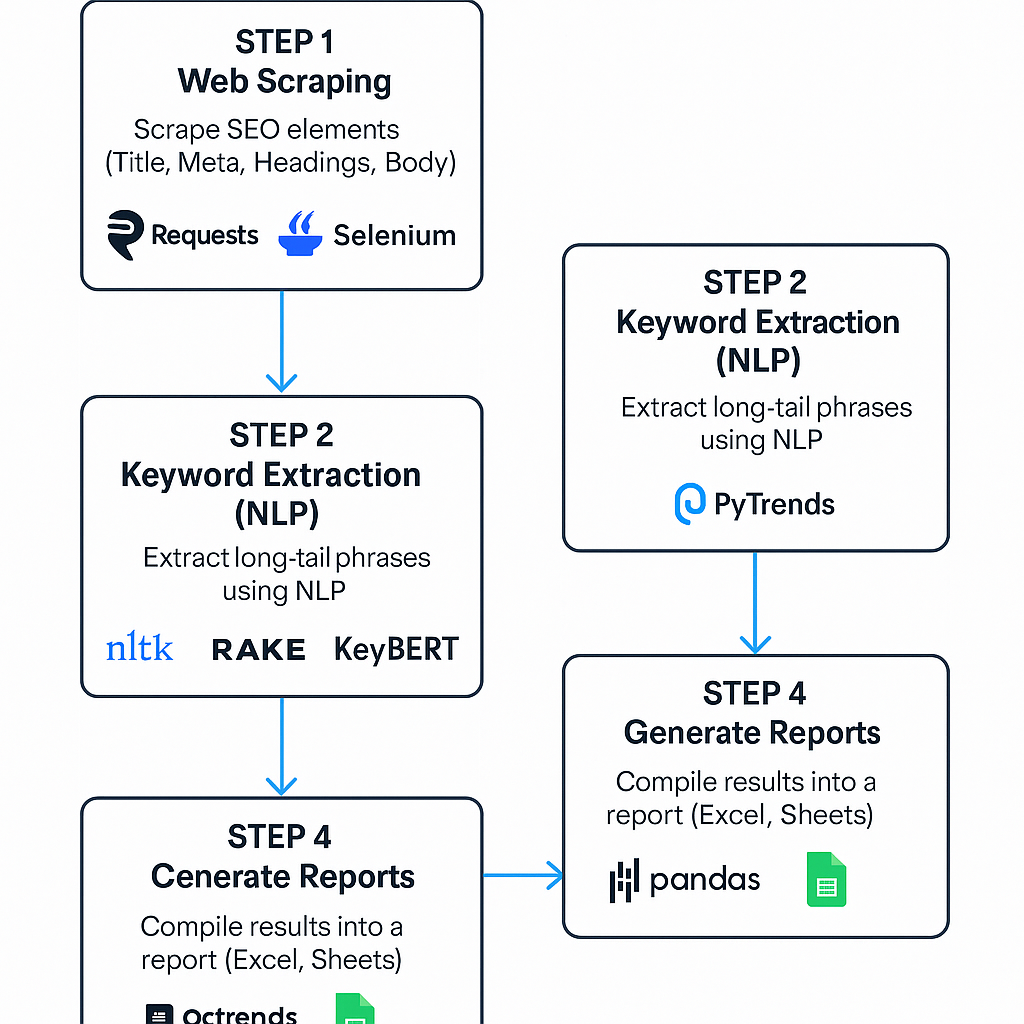 STEP 1
Web Scraping
Scrape SEO elements
(Title, Meta, Headings, Body)
Requests Selenium
STEP 2
Keyword Extraction
(NLP)
Extract long-tail phrases
using NLP
nltk RAKE KeyBERT
STEP 4
Cenerate Reports
Compile results into a
report (Excel, Sheets)
Octrends
STEP 2
Keyword Extraction
(NLP)
Extract long-tail phrases
using NLP
PyTrends
STEP 4
Generate Reports
Compile results into a
report (Excel, Sheets)
pandas